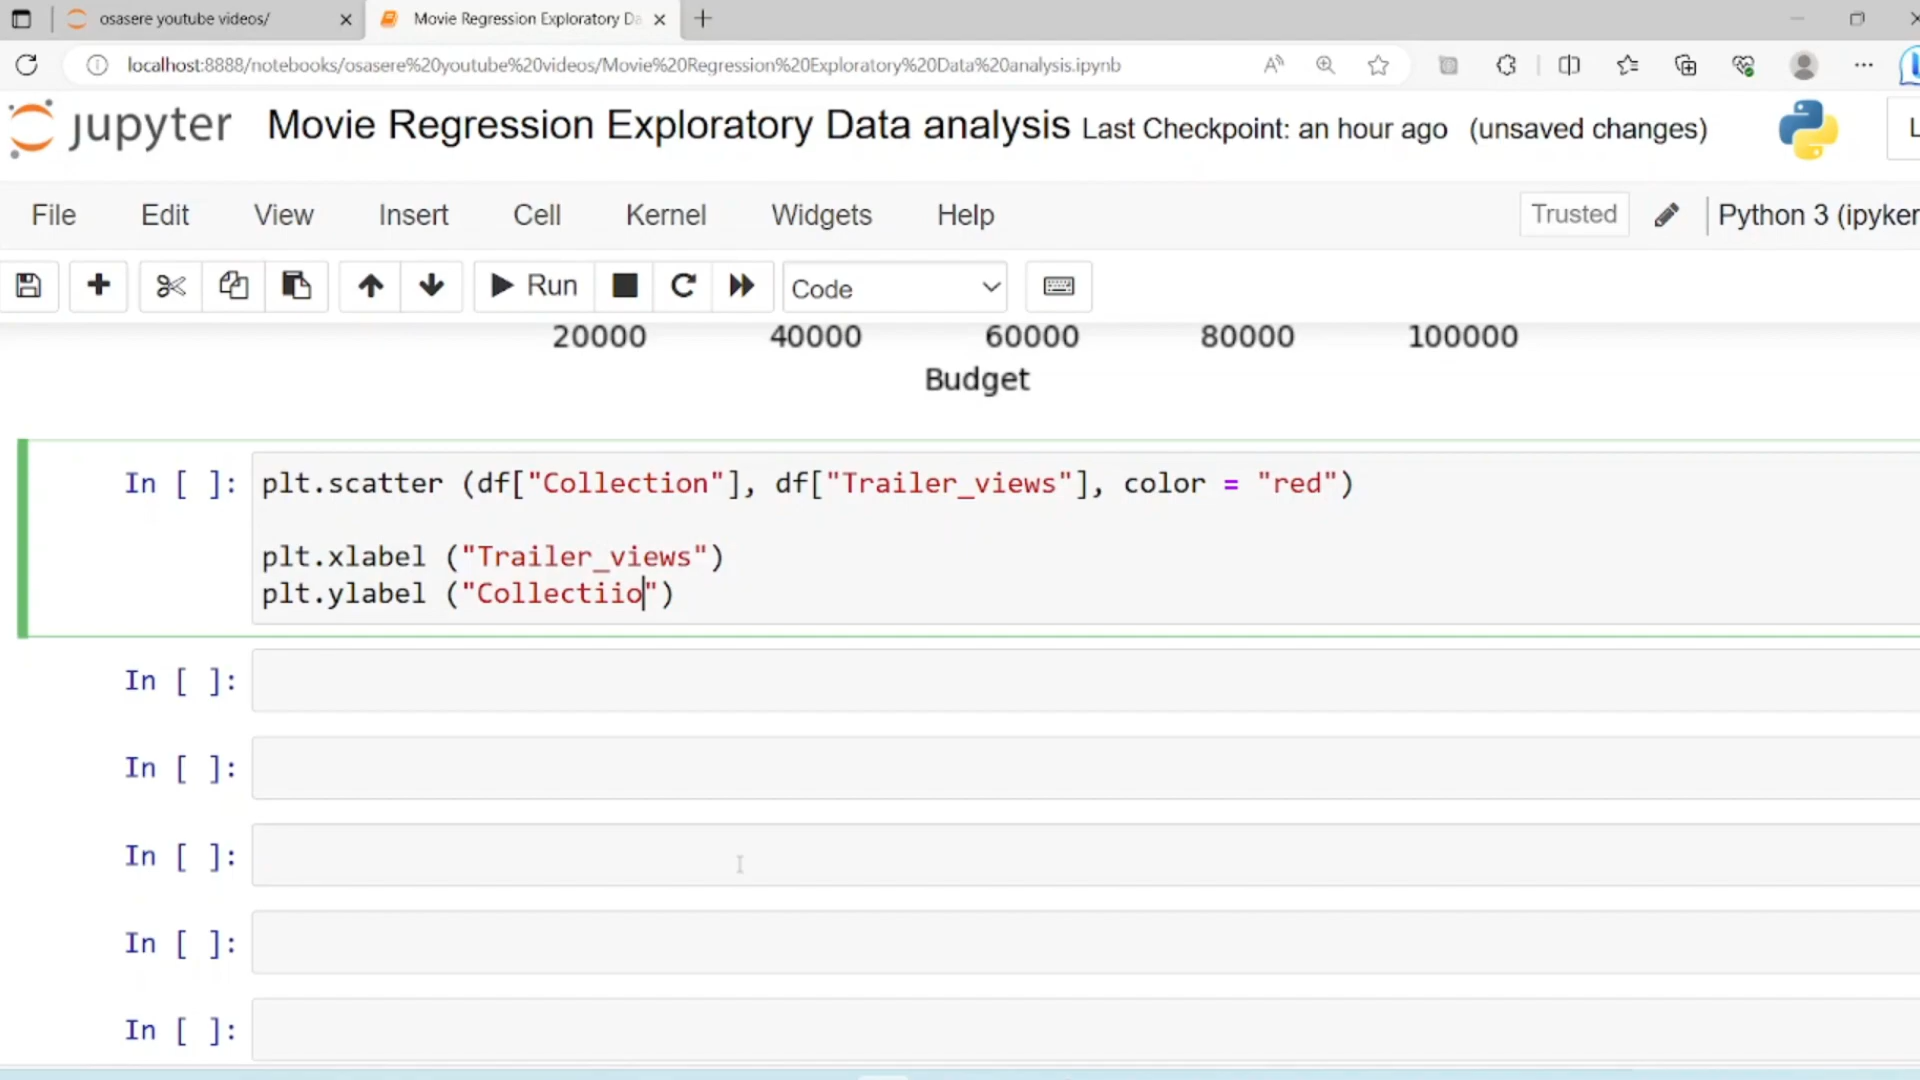 osasere youtube videos/
Movie Regression Exploratory Da
localhost:8888/notebooks/osasere%20youtube%20videos/Movie%20Regression%20Exploratory%20Data%20analysis.ipynb
jupyter Movie Regression Exploratory Data analysis Last Checkpoint: an hour ago (unsaved changes)
File Edit View Insert Cell Kernel Widgets Help Trusted Python 3 (ipyker
Run Code
20000 40000 60000 80000 100000
Budget
In [ ]: plt.scatter (df["Collection"], df["Trailer_views"], color = "red")
plt.xlabel ("Trailer_views")
plt.ylabel ("Collectiio")
In [ ]:
In [ ]:
In [ ]:
In [ ]:
In [ ]: